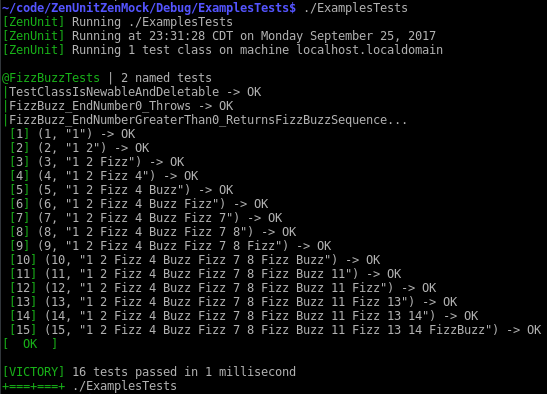 ~/code/ZenUnitZenMock/Debug/ExamplesTests$ ./ExamplesTests
[ZenUnit] Running ./ExamplesTests
[ZenUnit] Running at 23:31:28 CDT on Monday September 25, 2017
[ZenUnit] Running 1 test class on machine localhost.localdomain
@FizzBuzzTests | 2 named tests
|TestClassIsNewableAndDeletable -> OK
|FizzBuzz_EndNumber0_Throws -> OK
|FizzBuzz_EndNumberGreaterThan0_ReturnsFizzBuzzSequence...
[1] (1, "1") -> OK
[2] (2, "1 2") -> OK
[3] (3, "1 2 Fizz") -> OK
[4] (4, "1 2 Fizz 4") -> OK
[5] (5, "1 2 Fizz 4 Buzz") -> OK
[6] (6, "1 2 Fizz 4 Buzz Fizz") -> OK
[7] (7, "1 2 Fizz 4 Buzz Fizz 7") -> OK
[8] (8, "1 2 Fizz 4 Buzz Fizz 7 8") -> OK
[9] (9, "1 2 Fizz 4 Buzz Fizz 7 8 Fizz") -> OK
[10] (10, "1 2 Fizz 4 Buzz Fizz 7 8 Fizz Buzz") -> OK
[11] (11, "1 2 Fizz 4 Buzz Fizz 7 8 Fizz Buzz 11") -> OK
[12] (12, "1 2 Fizz 4 Buzz Fizz 7 8 Fizz Buzz 11 Fizz") -> OK
[13] (13, "1 2 Fizz 4 Buzz Fizz 7 8 Fizz Buzz 11 Fizz 13") -> OK
[14] (14, "1 2 Fizz 4 Buzz Fizz 7 8 Fizz Buzz 11 Fizz 13 14") -> OK
[15] (15, "1 2 Fizz 4 Buzz Fizz 7 8 Fizz Buzz 11 Fizz 13 14 FizzBuzz") -> OK
[  OK  ]
[VICTORY] 16 tests passed in 1 millisecond
+===+===+ ./ExamplesTests